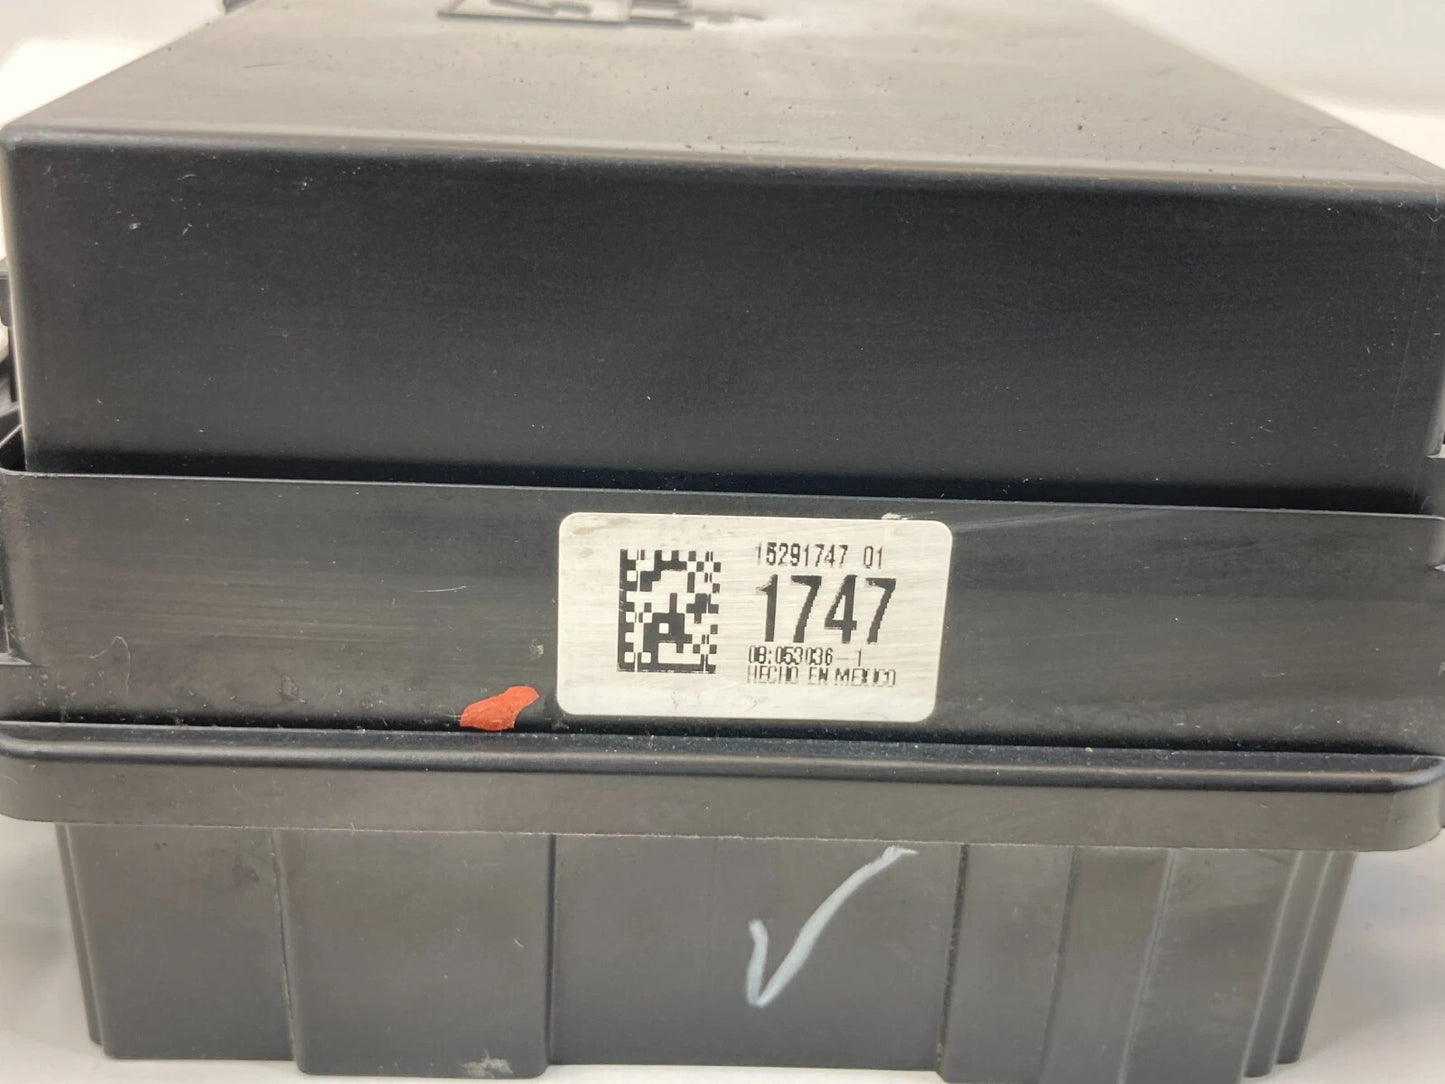 15291747 01
1747
08:053036-1
HECHO EN MEXICO